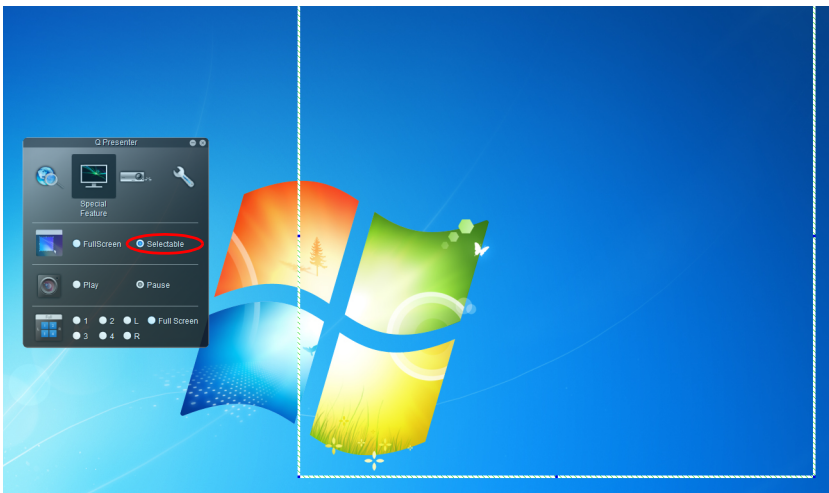 Q Presenter
Special
Feature
FullScreen Selectable
Play Pause
1 2 L Full Screen
3 4 R